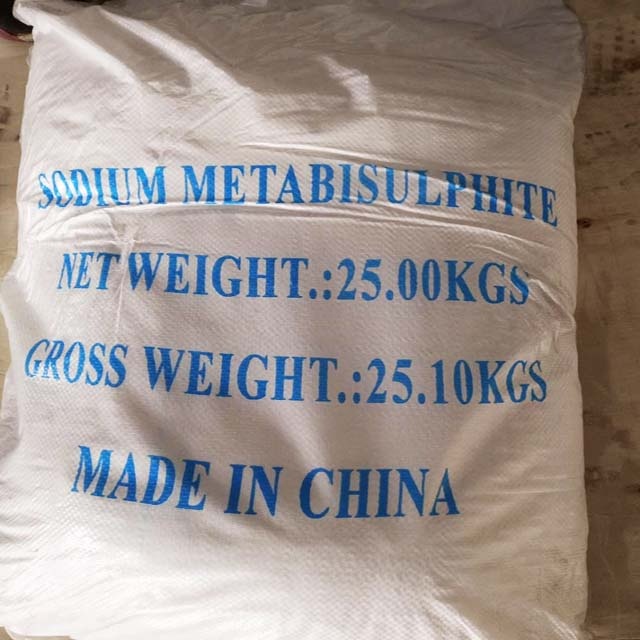 SODIUM METABISULPHITE
NET WEIGHT.:25.00KGS
GROSS WEIGHT.:25.10KGS
MADE IN CHINA